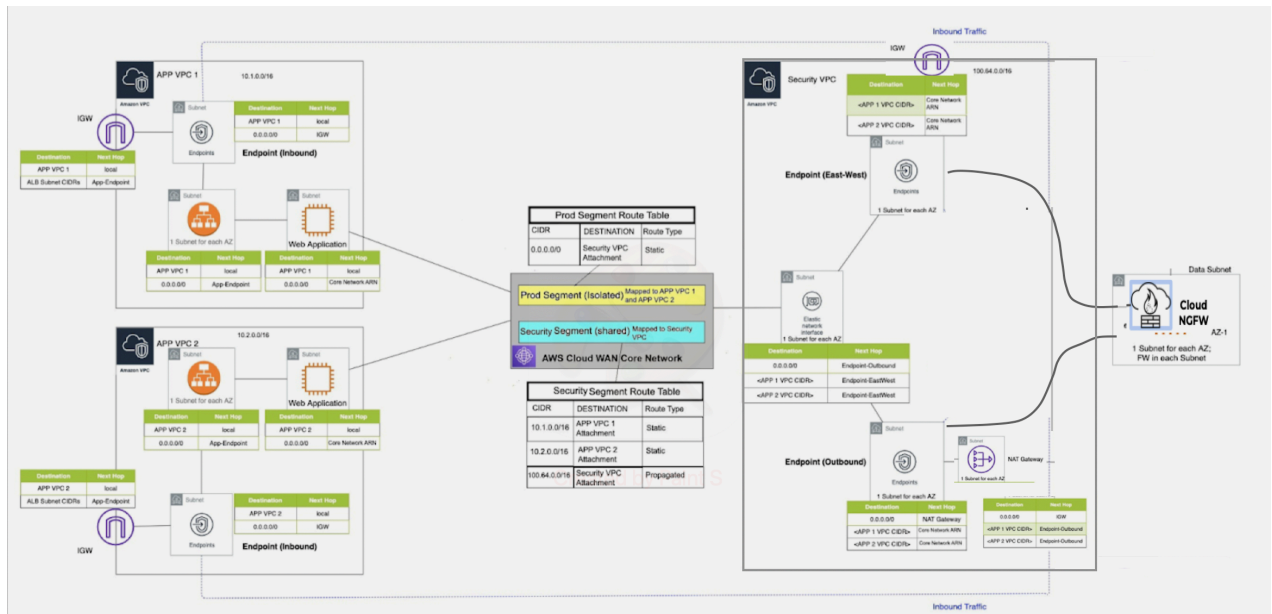 Inbound Traffic
IGW
APP VPC 1
10.1.0.0/16
Amazon VPC
Subnet
Endpoints
Destination Next Hop
APP VPC 1 local
0.0.0.0/0 IGW
Endpoint (Inbound)
IGW
Destination Next Hop
APP VPC 1 local
ALB Subnet CIDRs App-Endpoint
Subnet
1 Subnet for each AZ
Subnet
Web Application
Destination Next Hop
APP VPC 1 local
0.0.0.0/0 App-Endpoint
Destination Next Hop
APP VPC 1 local
0.0.0.0/0 Core Network ARN
APP VPC 2
10.2.0.0/16
Amazon VPC
Subnet
1 Subnet for each AZ
Subnet
Web Application
Destination Next Hop
APP VPC 2 local
0.0.0.0/0 App-Endpoint
Destination Next Hop
APP VPC 2 local
0.0.0.0/0 Core Network ARN
Destination Next Hop
APP VPC 2 local
ALB Subnet CIDRs App-Endpoint
IGW
Subnet
Endpoints
Destination Next Hop
APP VPC 2 local
0.0.0.0/0 IGW
Endpoint (Inbound)
Prod Segment Route Table
CIDR DESTINATION Route Type
0.0.0.0/0 Security VPC Attachment Static
Prod Segment (Isolated) Mapped to APP VPC 1
and APP VPC 2
Security Segment (shared) Mapped to Security
VPC
AWS Cloud WAN Core Network
Security Segment Route Table
CIDR DESTINATION Route Type
10.1.0.0/16 APP VPC 1 Attachment Static
10.2.0.0/16 APP VPC 2 Attachment Static
100.64.0.0/16 Security VPC Attachment Propagated
Security VPC
100.64.0.0/16
Amazon VPC
Destination Next Hop
<APP 1 VPC CIDR> Core Network ARN
<APP 2 VPC CIDR> Core Network ARN
Subnet
Endpoints
Endpoint (East-West)
1 Subnet for each AZ
Subnet
Elastic
network
interface
1 Subnet for each AZ
Destination Next Hop
0.0.0.0/0 Endpoint-Outbound
<APP 1 VPC CIDR> Endpoint-EastWest
<APP 2 VPC CIDR> Endpoint-EastWest
Subnet
Endpoints
Endpoint (Outbound)
1 Subnet for each AZ
Subnet
NAT Gateway
1 Subnet for each AZ
Destination Next Hop
0.0.0.0/0 NAT Gateway
<APP 1 VPC CIDR> Core Network ARN
<APP 2 VPC CIDR> Core Network ARN
Destination Next Hop
0.0.0.0/0 IGW
<APP 1 VPC CIDR> Endpoint-Outbound
<APP 2 VPC CIDR> Endpoint-Outbound
Data Subnet
Cloud
NGFW
AZ-1
1 Subnet for each AZ;
FW in each Subnet
Inbound Traffic